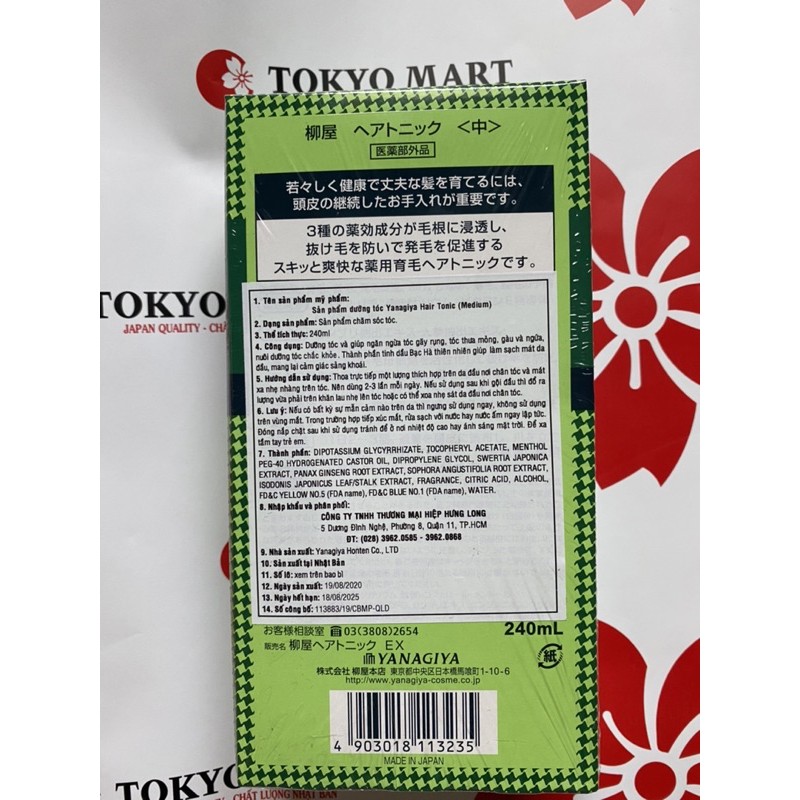 TOKYO MART
柳屋 ヘアトニック <中>
医薬部外品
若々しく健康で丈夫な髪を育てるには、
頭皮の継続したお手入れが重要です。
3種の薬効成分が毛根に浸透し、
抜け毛を防いで発毛を促進する
スキッと爽快な薬用育毛ヘアトニックです。
TOKYO
JAPAN QUALITY - CHẤ
1. Tên sản phẩm mỹ phẩm:
Sản phẩm dưỡng tóc Yanagiya Hair Tonic (Medium)
2. Dạng sản phẩm: Sản phẩm chăm sóc tóc.
3. Thể tích thực: 240ml
4. Công dụng: Dưỡng tóc và giúp ngăn ngừa tóc gãy rụng, tóc thưa mỏng, gàu và ngứa,
nuôi dưỡng tóc chắc khỏe. Thành phần tinh dầu Bạc Hà thiên nhiên giúp làm sạch mát da
đầu, mang lại cảm giác sảng khoái.
5. Hướng dẫn sử dụng: Thoa trực tiếp một lượng thích hợp trên da đầu nơi chân tóc và mát
xa nhẹ nhàng trên tóc. Nên dùng 2-3 lần mỗi ngày. Nếu sử dụng sau khi gội đầu thì đổ ra
lượng vừa phải trên khăn lau nhẹ lên tóc hoặc có thể xoa nhẹ sát da đầu nơi chân tóc.
6. Lưu ý: Nếu có bất kỳ sự mẫn cảm nào trên da thì ngưng sử dụng ngay, không sử dụng
trên vùng mắt. Trong trường hợp tiếp xúc mắt, rửa sạch với nước hay nước ấm ngay lập tức.
Đóng nắp chặt sau khi sử dụng tránh để ở nơi nhiệt độ cao hay ánh sáng mặt trời. Để xa
tầm tay trẻ em.
7. Thành phần: DIPOTASSIUM GLYCYRRHIZATE, TOCOPHERYL ACETATE, MENTHOL
PEG-40 HYDROGENATED CASTOR OIL, DIPROPYLENE GLYCOL, SWERTIA JAPONICA
EXTRACT, PANAX GINSENG ROOT EXTRACT, SOPHORA ANGUSTIFOLIA ROOT EXTRACT,
ISODONIS JAPONICUS LEAF/STALK EXTRACT, FRAGRANCE, CITRIC ACID, ALCOHOL,
FD&C YELLOW NO.5 (FDA name), FD&C BLUE NO.1 (FDA name), WATER.
8. Nhập khẩu và phân phối:
CÔNG TY TNHH THƯƠNG MẠI HIỆP HƯNG LONG
5 Dương Đình Nghệ, Phường 8, Quận 11, TP.HCM
ĐT: (028) 3962.0585 - 3962.0868
9. Nhà sản xuất: Yanagiya Honten Co., LTD
10. Sản xuất tại Nhật Bản
11. Số lô: xem trên bao bì
12. Ngày sản xuất: 19/08/2020
13. Ngày hết hạn: 18/08/2025
14. Số công bố: 113883/19/CBMP-QLD
お客様相談室 ☎03(3808)2654
240mL
販売名 柳屋ヘアトニック EX
紙
YANAGIYA
株式会社 柳屋本店 東京都中央区日本橋馬喰町1-10-6
http://www.yanagiya-cosme.co.jp
4 903018 113235
MADE IN JAPAN
TOKYO
- CHẤT LƯỢNG NHẬT BẢN